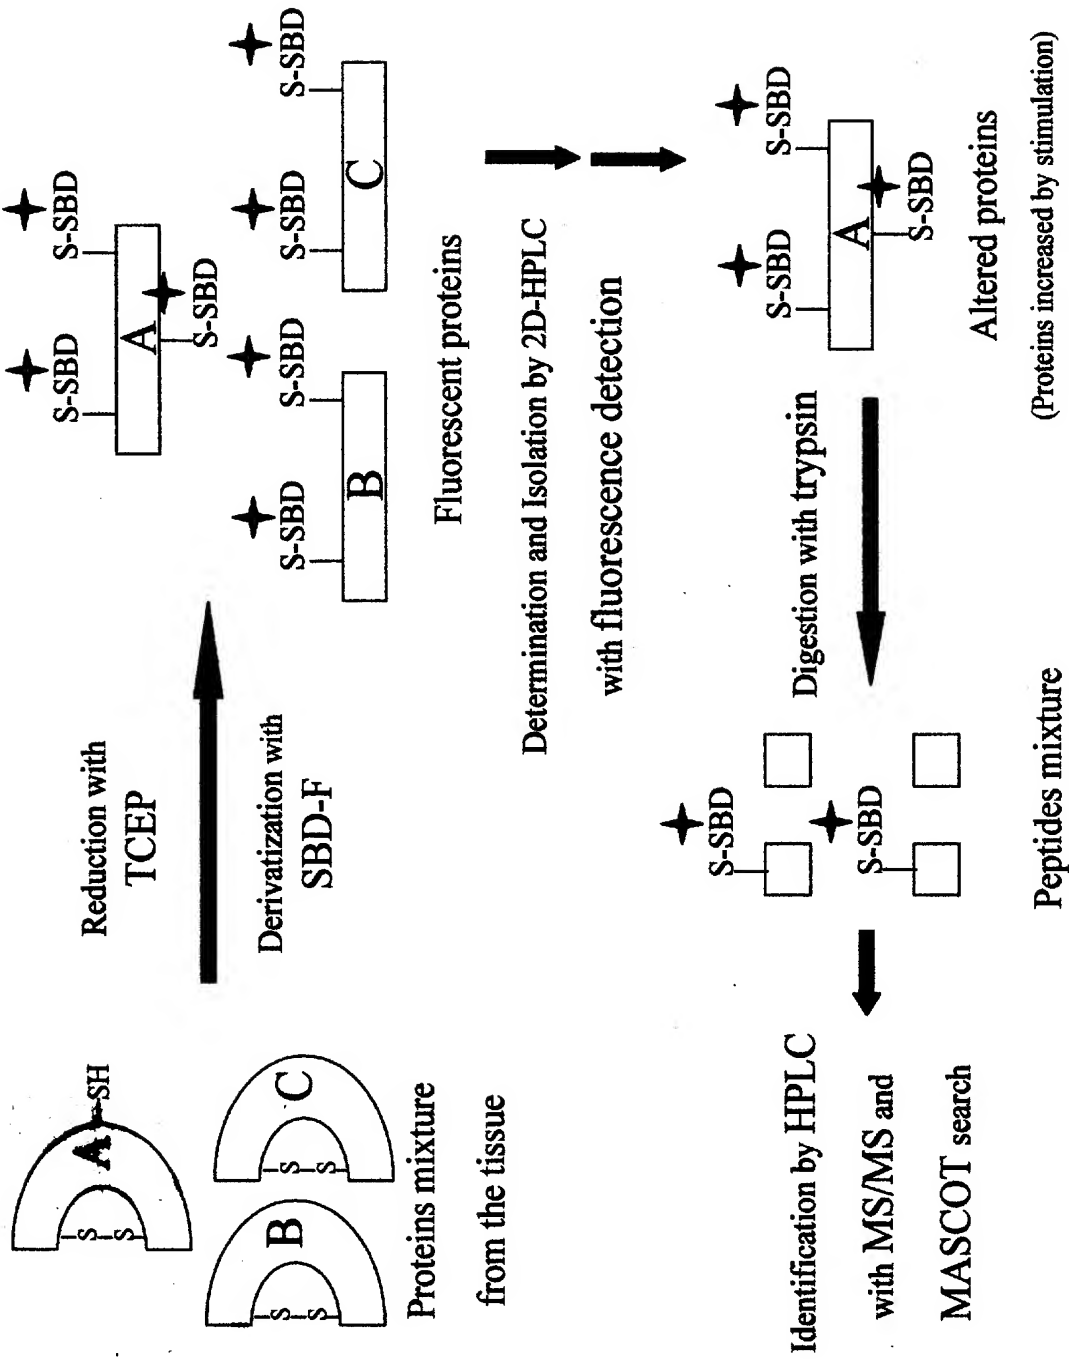 A
S-S
SH
B
S-S
C
S-S
Proteins mixture
from the tissue
Reduction with
TCEP
Derivatization with
SBD-F
S-SBD S-SBD
A
S-SBD
S-SBD S-SBD S-SBD S-SBD
B C
Fluorescent proteins
Determination and Isolation by 2D-HPLC
with fluorescence detection
S-SBD S-SBD
A
S-SBD
Altered proteins
(Proteins increased by stimulation)
Digestion with trypsin
S-SBD
S-SBD
Peptides mixture
Identification by HPLC
with MS/MS and
MASCOT search